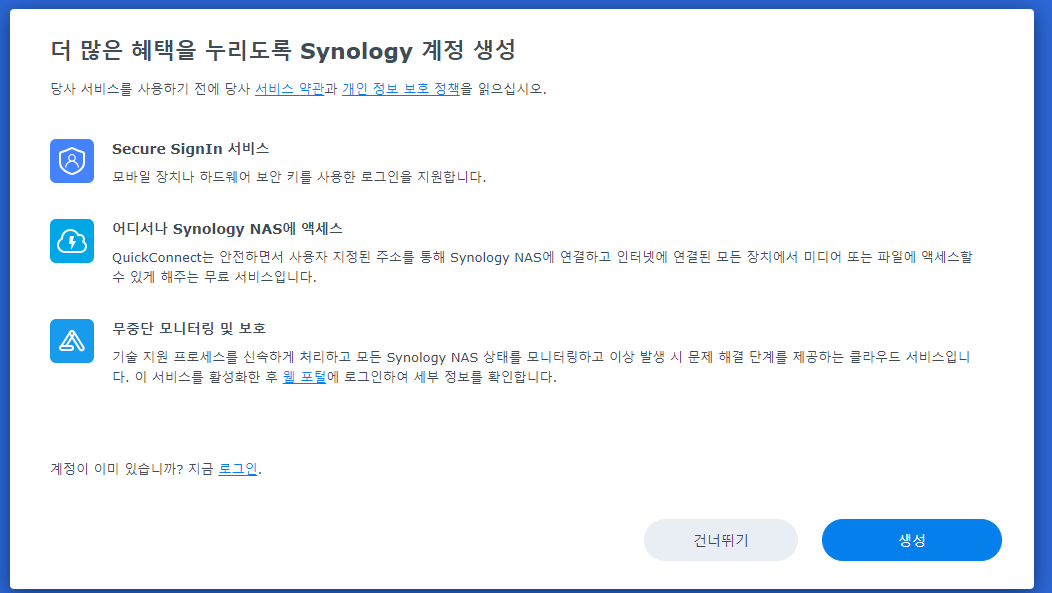 더 많은 혜택을 누리도록 Synology 계정 생성
당사 서비스를 사용하기 전에 당사 서비스 약관과 개인 정보 보호 정책을 읽으십시오.
Secure SignIn 서비스
모바일 장치나 하드웨어 보안 키를 사용한 로그인을 지원합니다.
어디서나 Synology NAS에 액세스
QuickConnect는 안전하면서 사용자 지정된 주소를 통해 Synology NAS에 연결하고 인터넷에 연결된 모든 장치에서 미디어 또는 파일에 액세스할
수 있게 해주는 무료 서비스입니다.
무중단 모니터링 및 보호
기술 지원 프로세스를 신속하게 처리하고 모든 Synology NAS 상태를 모니터링하고 이상 발생 시 문제 해결 단계를 제공하는 클라우드 서비스입니
다. 이 서비스를 활성화한 후 웹 포털에 로그인하여 세부 정보를 확인합니다.
계정이 이미 있습니까? 지금 로그인.
건너뛰기
생성